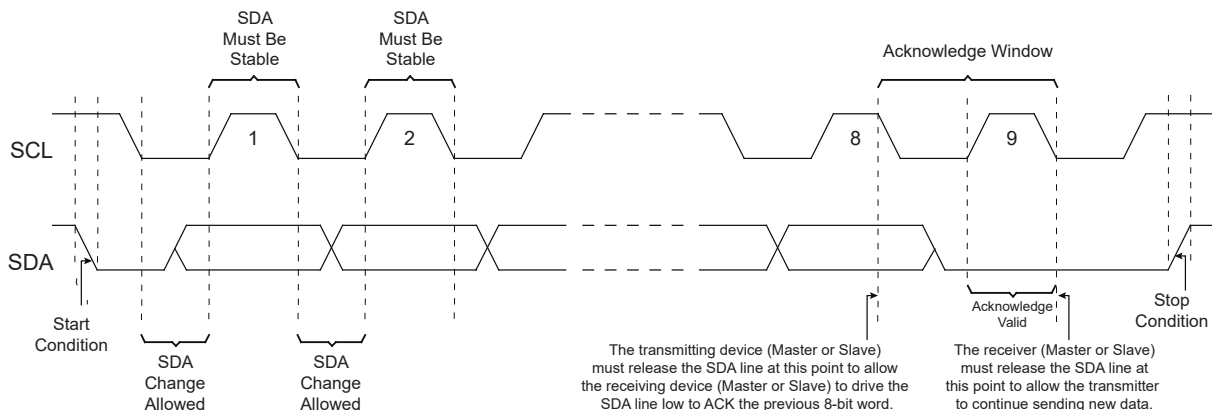 SDA
Must Be
Stable
SDA
Must Be
Stable
Acknowledge Window
SCL
1
2
8
9
SDA
Start
Condition
SDA
Change
Allowed
SDA
Change
Allowed
Acknowledge
Valid
Stop
Condition
The transmitting device (Master or Slave)
must release the SDA line at this point to allow
the receiving device (Master or Slave) to drive the
SDA line low to ACK the previous 8-bit word.
The receiver (Master or Slave)
must release the SDA line at
this point to allow the transmitter
to continue sending new data.